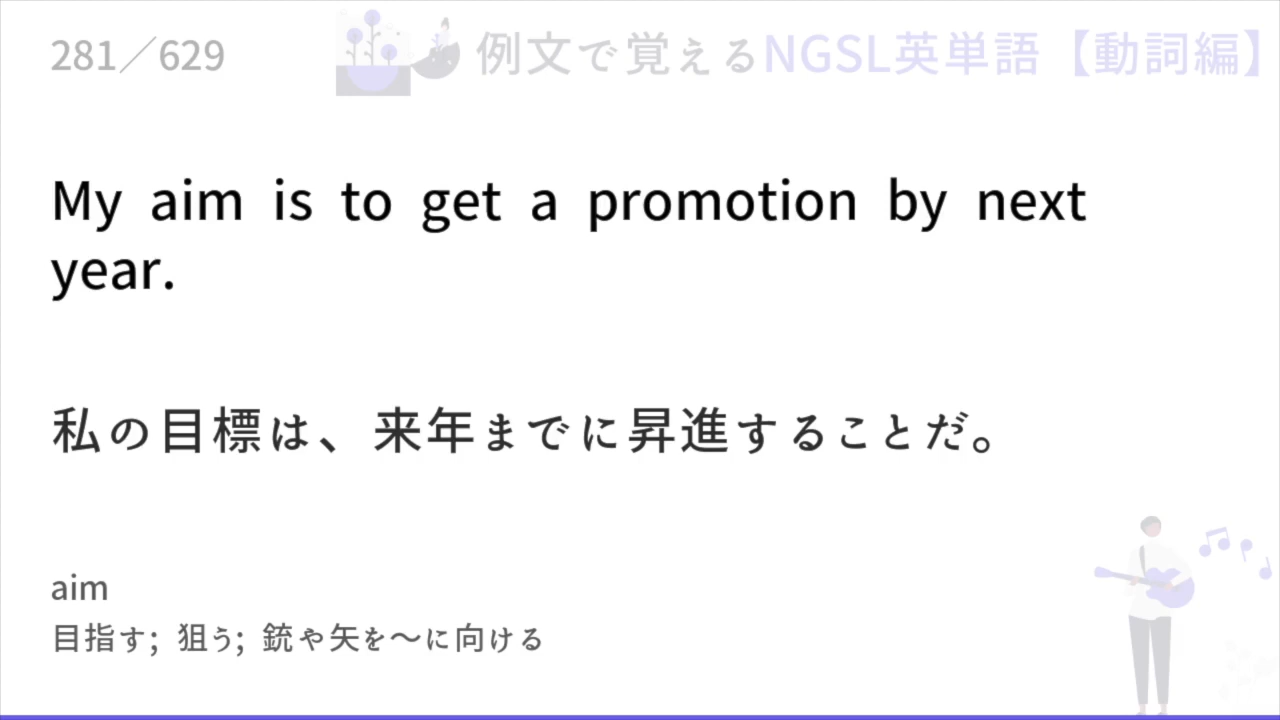 281／629
例文で覚えるNGSL英単語【動詞編】
My aim is to get a promotion by next
year.
私の目標は、来年までに昇進することだ。
aim
目指す; 狙う; 銃や矢を〜に向ける